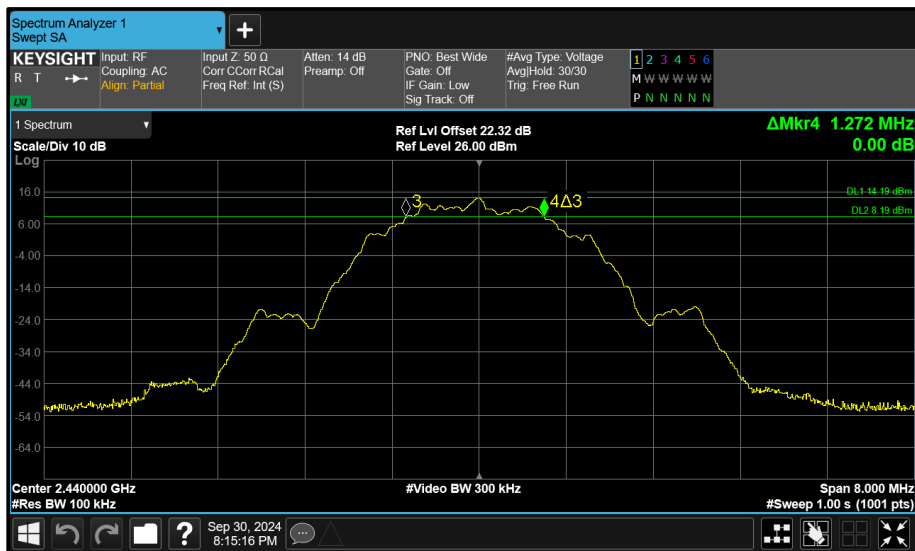 Spectrum Analyzer 1
Swept SA
+
KEYSIGHT
R T
LXI
Input: RF
Coupling: AC
Align: Partial
Input Z: 50 Ω
Corr CCorr RCal
Freq Ref: Int (S)
Atten: 14 dB
Preamp: Off
PNO: Best Wide
Gate: Off
IF Gain: Low
Sig Track: Off
#Avg Type: Voltage
Avg|Hold: 30/30
Trig: Free Run
1 2 3 4 5 6
M W W W W W
P N N N N N
1 Spectrum
Scale/Div 10 dB
Log
Ref Lvl Offset 22.32 dB
Ref Level 26.00 dBm
ΔMkr4 1.272 MHz
0.00 dB
16.0
6.00
-4.00
-14.0
-24.0
-34.0
-44.0
-54.0
-64.0
3
4Δ3
DL1 14.19 dBm
DL2 8.19 dBm
Center 2.440000 GHz
#Res BW 100 kHz
#Video BW 300 kHz
Span 8.000 MHz
#Sweep 1.00 s (1001 pts)
?
Sep 30, 2024
8:15:16 PM